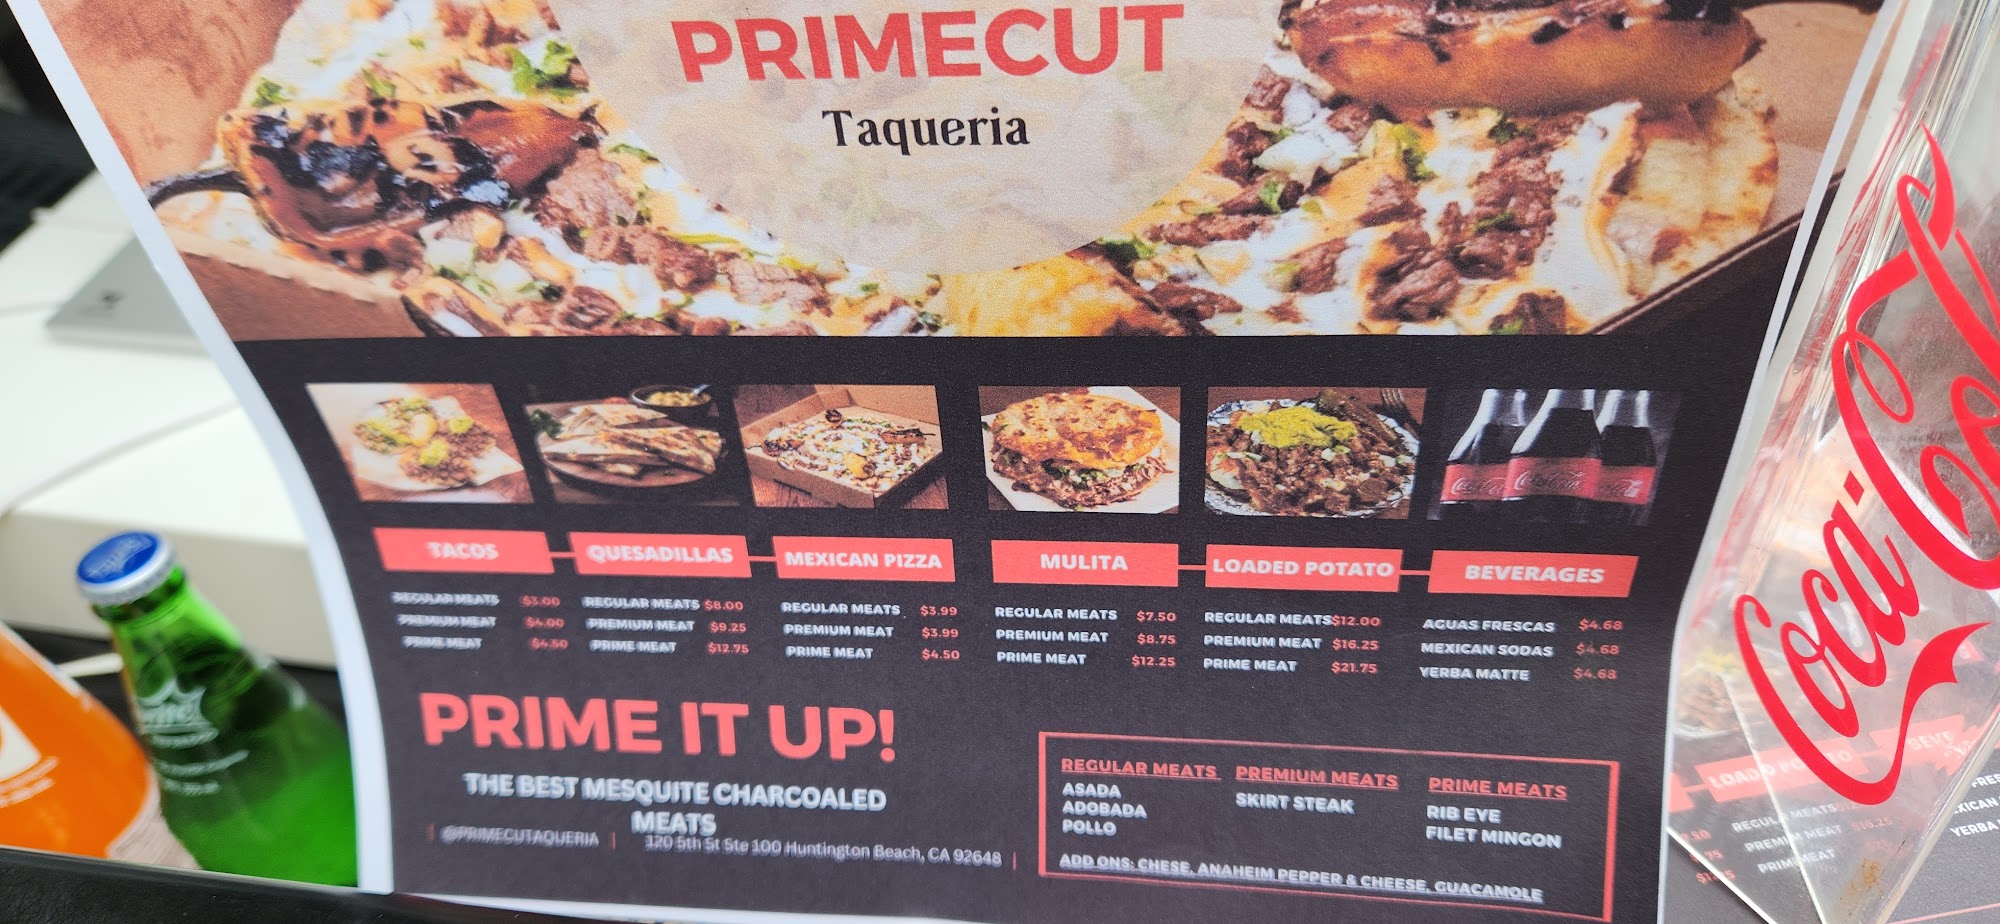 PRIMECUT
Taqueria
TACOS
REGULAR MEATS $3.00
PREMIUM MEAT $4.00
PRIME MEAT $4.50
QUESADILLAS
REGULAR MEATS $8.00
PREMIUM MEAT $9.25
PRIME MEAT $12.75
MEXICAN PIZZA
REGULAR MEATS $3.99
PREMIUM MEAT $3.99
PRIME MEAT $4.50
MULITA
REGULAR MEATS $7.50
PREMIUM MEAT $8.75
PRIME MEAT $12.25
LOADED POTATO
REGULAR MEATS $12.00
PREMIUM MEAT $16.25
PRIME MEAT $21.75
BEVERAGES
AGUAS FRESCAS $4.68
MEXICAN SODAS $4.68
YERBA MATTE $4.68
PRIME IT UP!
THE BEST MESQUITE CHARCOALED
MEATS
| @PRIMECUTAQUERIA | 120 5th St Ste 100 Huntington Beach, CA 92648 |
REGULAR MEATS
ASADA
ADOBADA
POLLO
PREMIUM MEATS
SKIRT STEAK
PRIME MEATS
RIB EYE
FILET MINGON
ADD ONS: CHESE, ANAHEIM PEPPER & CHEESE, GUACAMOLE
Coca-Cola